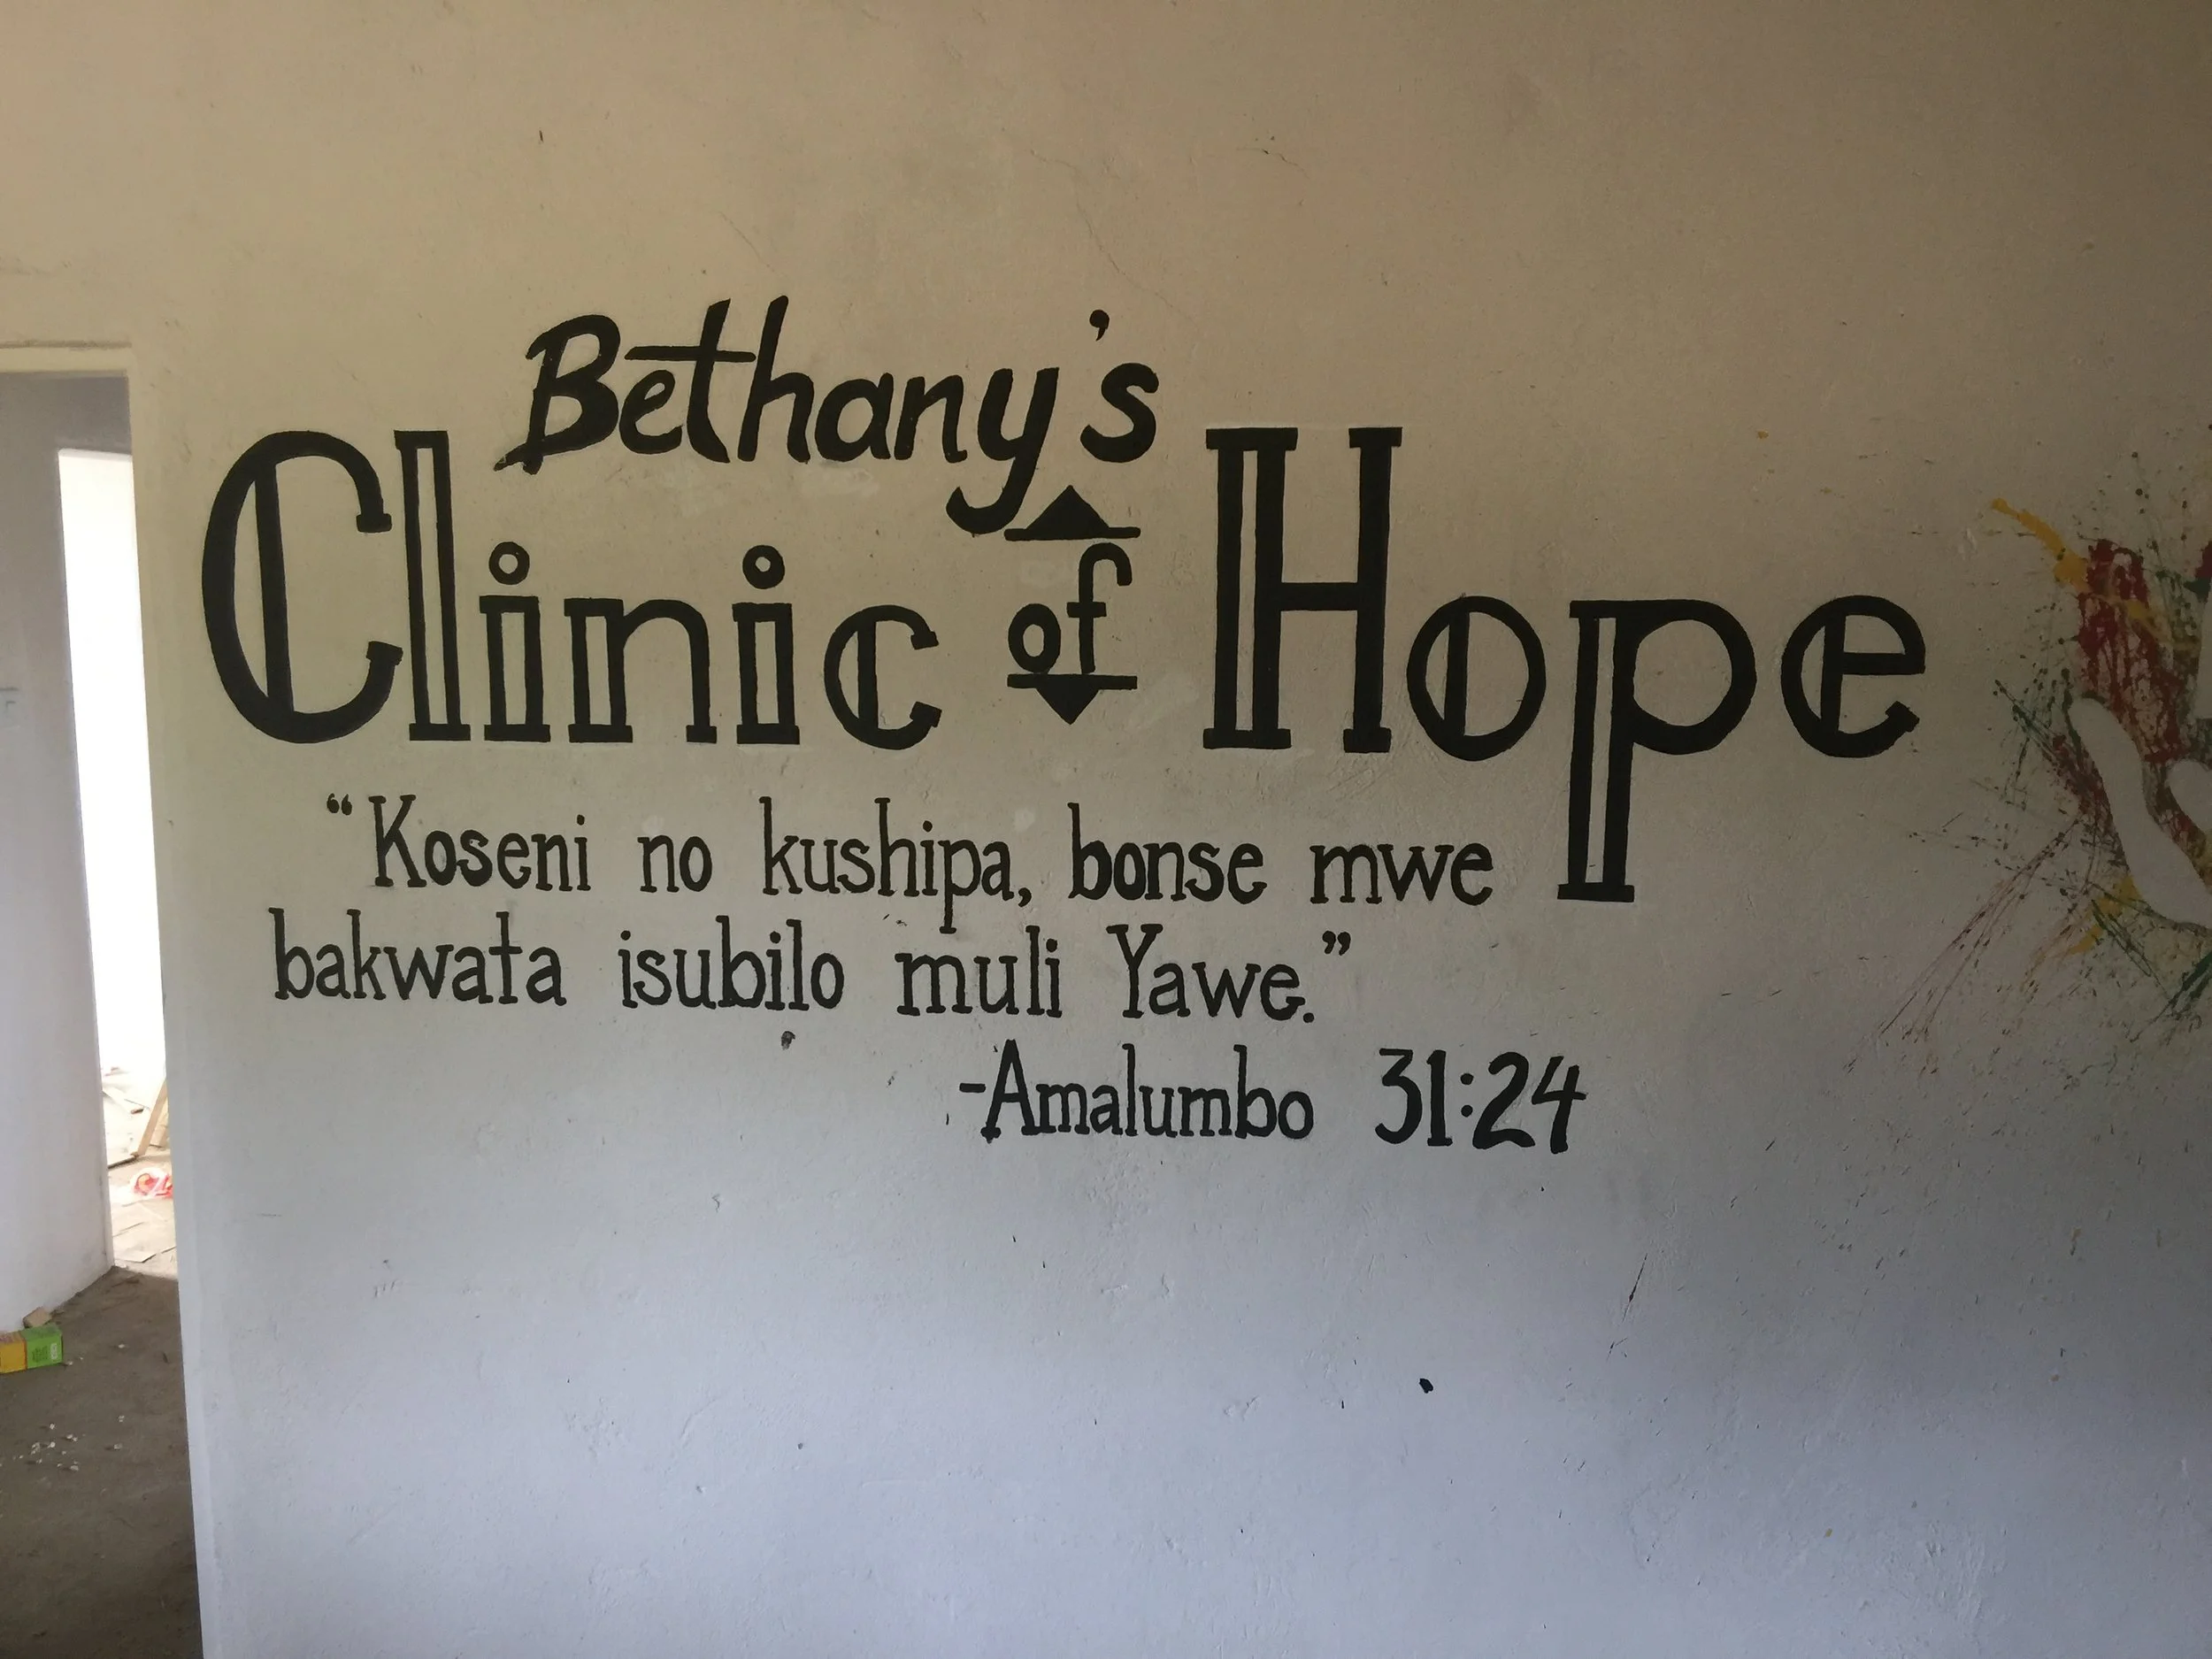 Bethany's
Clinic of Hope
“Koseni no kushipa, bonse mwe
bakwata isubilo muli Yawe.”
-Amalumbo 31:24